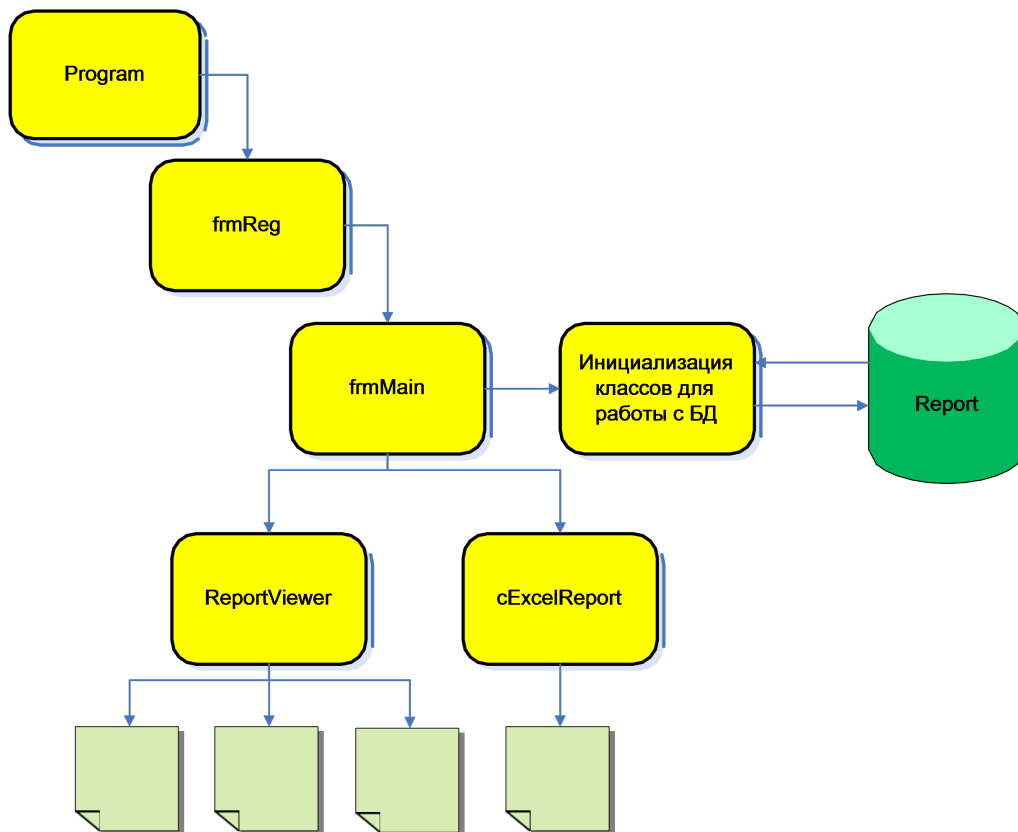 Program
frmReg
frmMain
Инициализация
классов для
работы с БД
Report
ReportViewer
cExcelReport